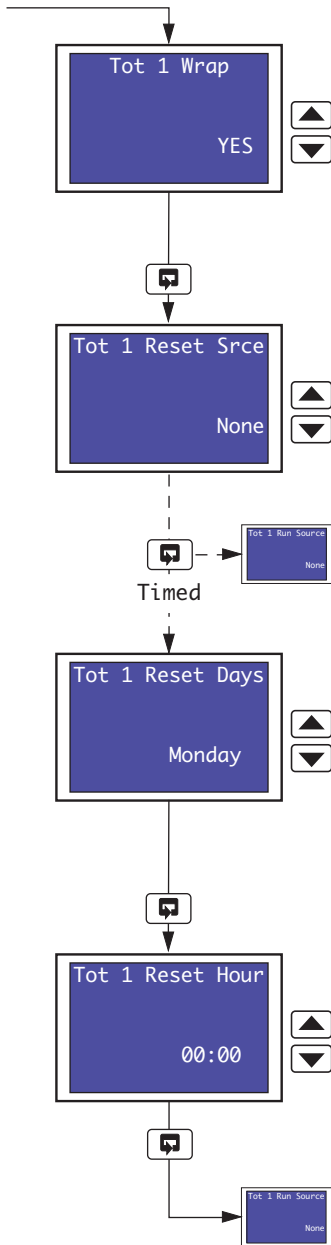 Tot 1 Wrap
YES
Tot 1 Reset Srce
None
Tot 1 Run Source
None
Timed
Tot 1 Reset Days
Monday
Tot 1 Reset Hour
00:00
Tot 1 Run Source
None